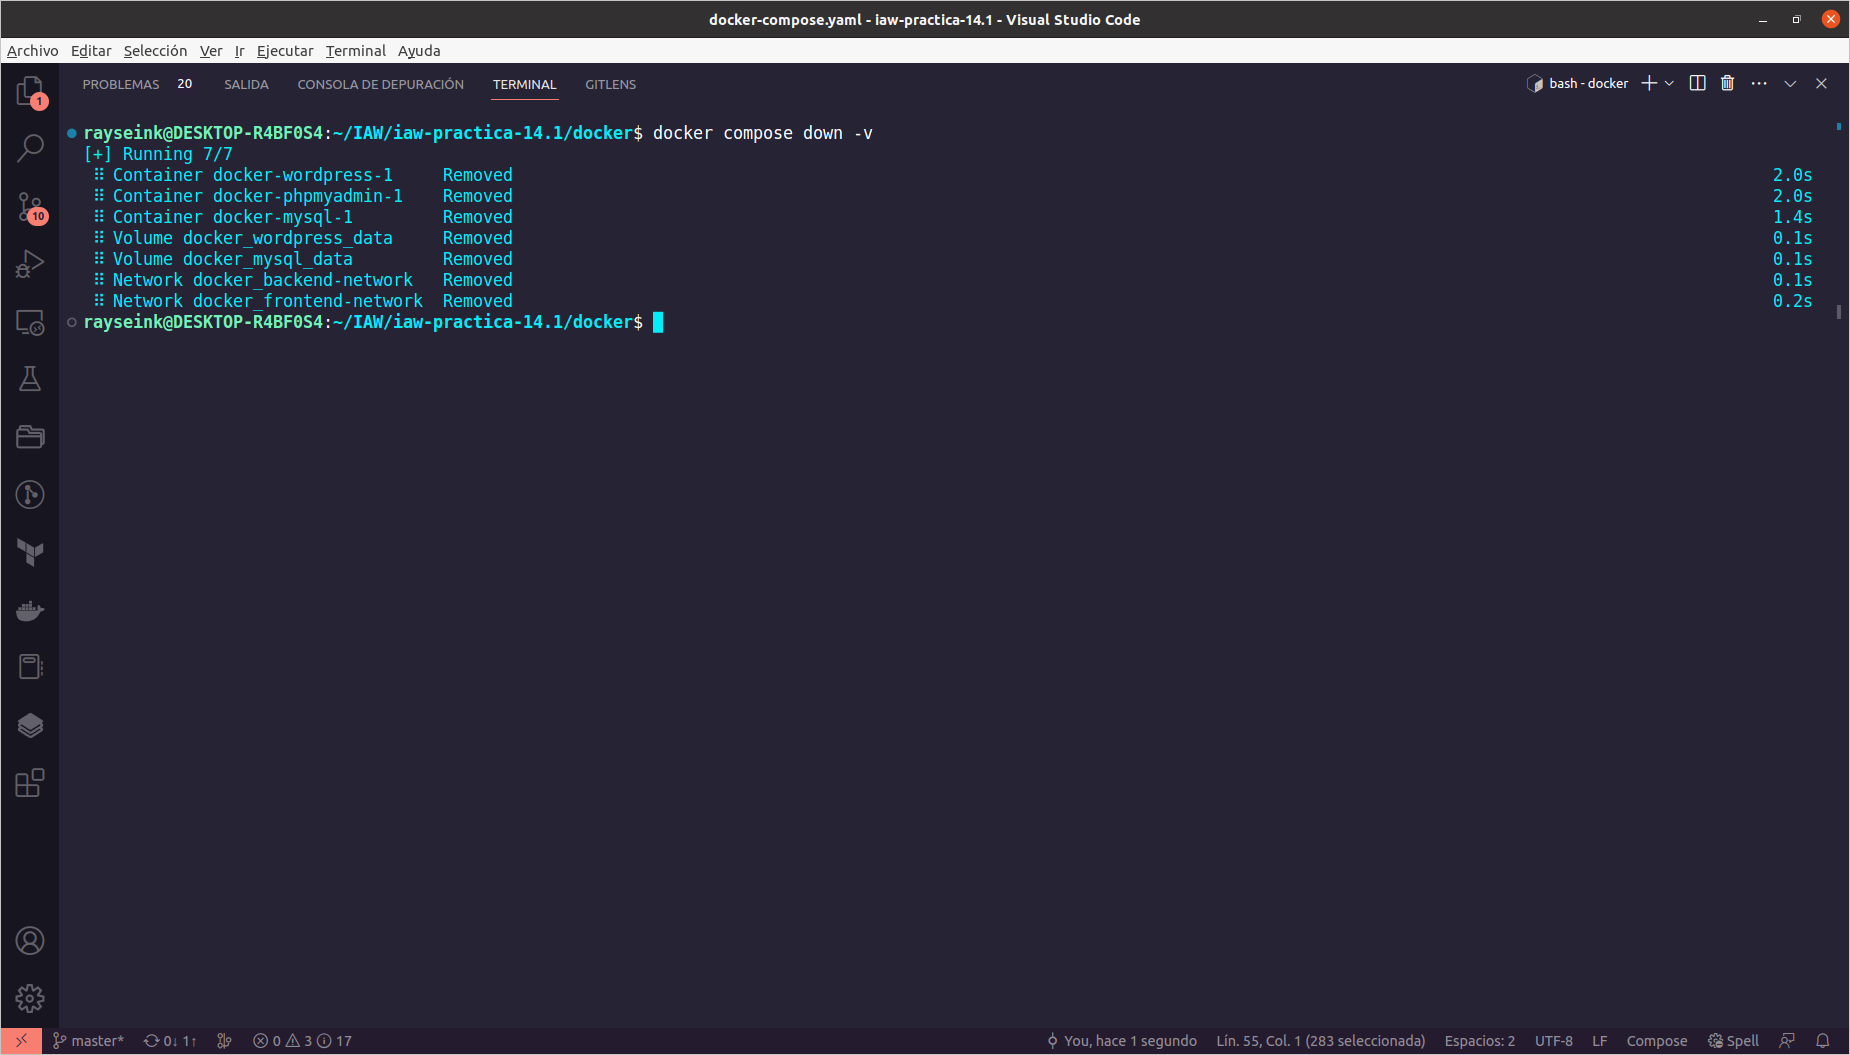 docker-compose.yaml - iaw-practica-14.1 - Visual Studio Code
Archivo Editar Selección Ver Ir Ejecutar Terminal Ayuda
PROBLEMAS 20 SALIDA CONSOLA DE DEPURACIÓN TERMINAL GITLENS bash - docker
1
10
rayseink@DESKTOP-R4BF0S4:~/IAW/iaw-practica-14.1/docker$ docker compose down -v
[+] Running 7/7
⠿ Container docker-wordpress-1 Removed 2.0s
⠿ Container docker-phpmyadmin-1 Removed 2.0s
⠿ Container docker-mysql-1 Removed 1.4s
⠿ Volume docker_wordpress_data Removed 0.1s
⠿ Volume docker_mysql_data Removed 0.1s
⠿ Network docker_backend-network Removed 0.1s
⠿ Network docker_frontend-network Removed 0.2s
rayseink@DESKTOP-R4BF0S4:~/IAW/iaw-practica-14.1/docker$
master* 0↓ 1↑ 0 3 17 You, hace 1 segundo Lín. 55, Col. 1 (283 seleccionada) Espacios: 2 UTF-8 LF Compose Spell